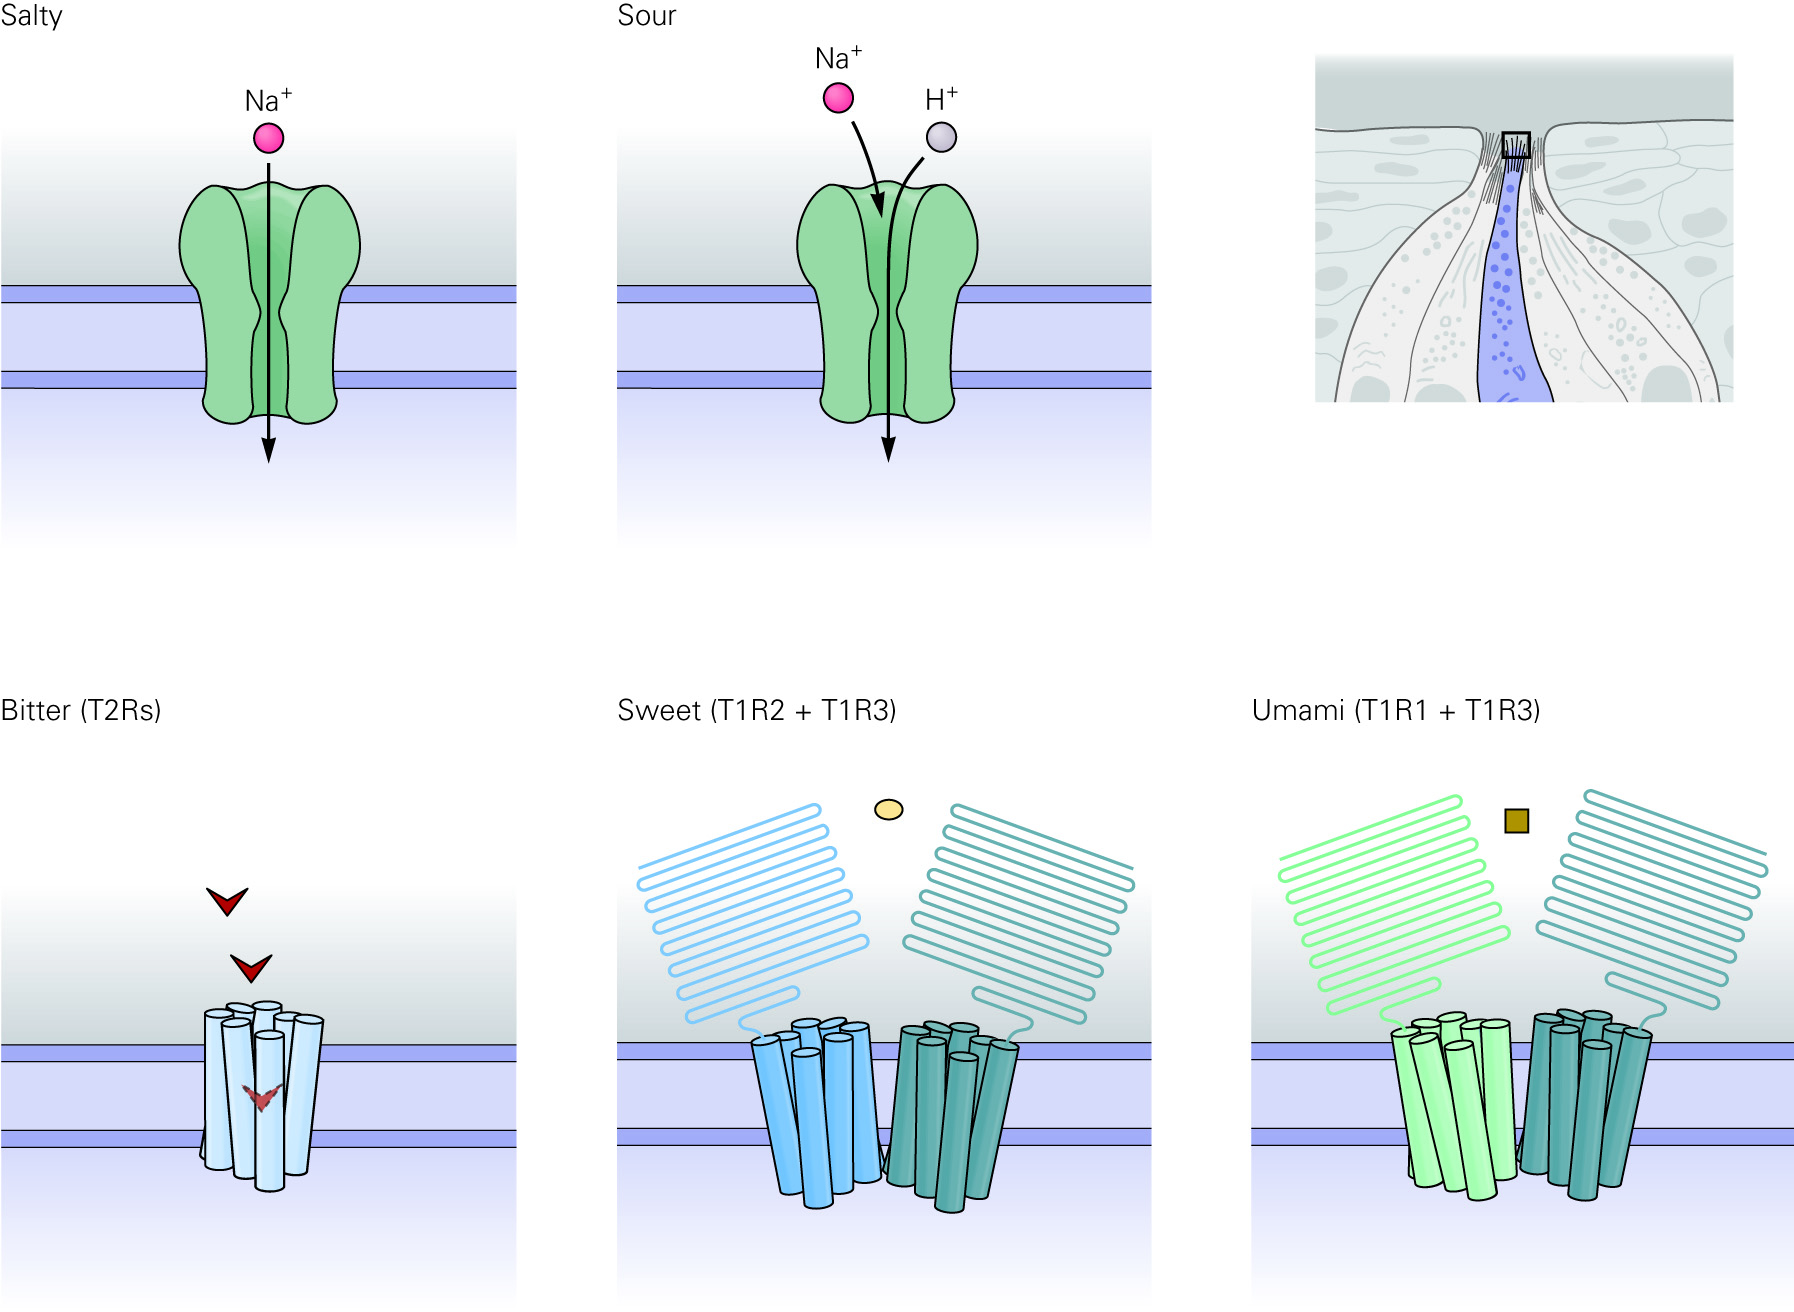 Salty
Na⁺
Sour
Na⁺
H⁺
Bitter (T2Rs)
Sweet (T1R2 + T1R3)
Umami (T1R1 + T1R3)